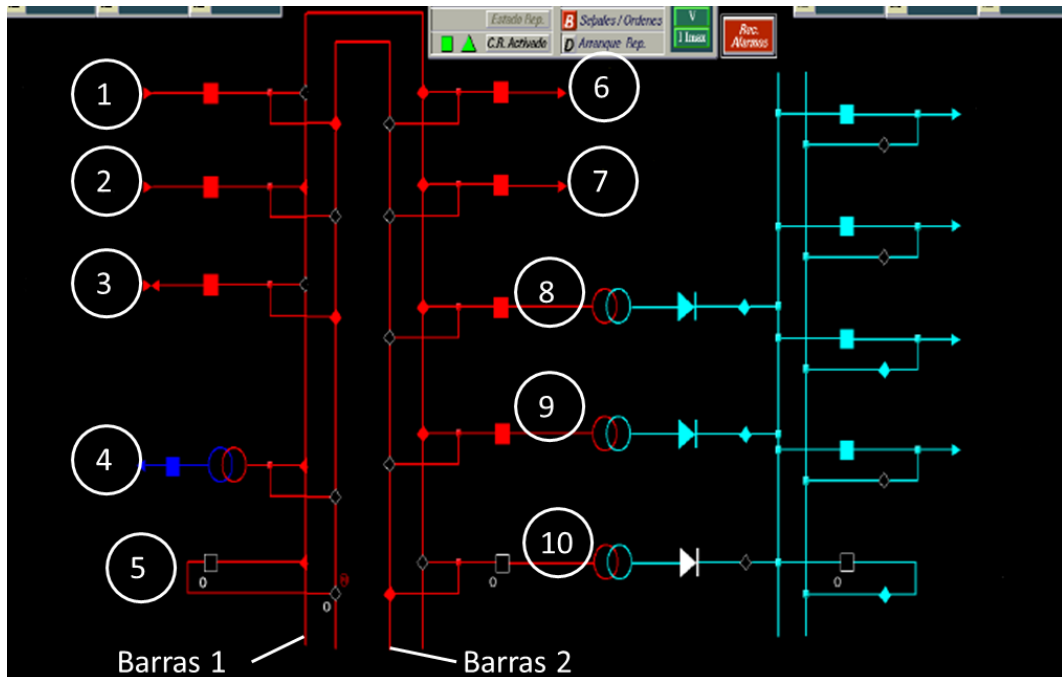 Estado Rep.
B Señales / Ordenes
V
C.R. Activado
D Arranque Rep.
I Imax
Rec.
Alarmas
1
6
2
7
3
8
9
4
10
5
0
0
0
0
Barras 1
Barras 2